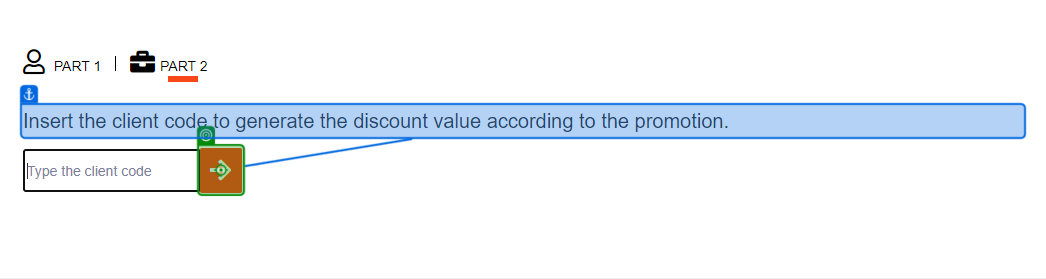 PART 1 | PART 2
Insert the client code to generate the discount value according to the promotion.
Type the client code